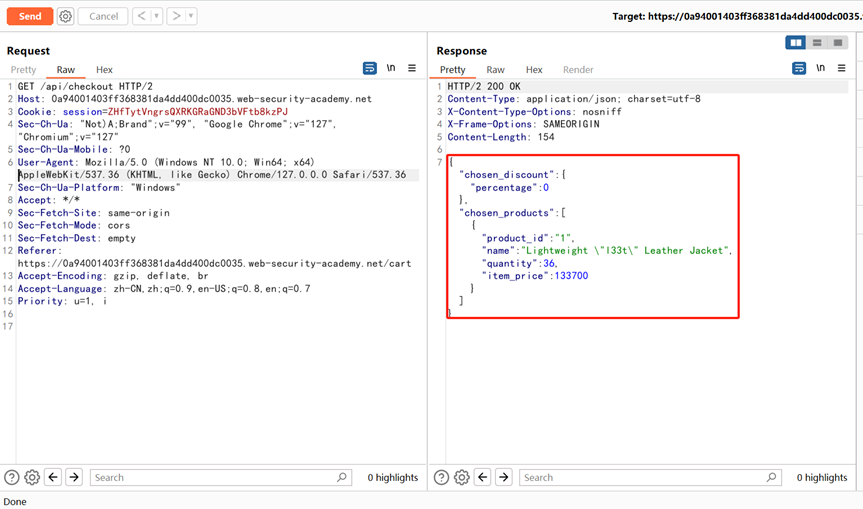 Send Cancel < > Target: https://0a94001403ff368381da4dd400dc0035.
Request
Pretty Raw Hex \n
1 GET /api/checkout HTTP/2
2 Host: 0a94001403ff368381da4dd400dc0035.web-security-academy.net
3 Cookie: session=ZHfTytVngrsQXRKGRaGND3bVFtb8kzPJ
4 Sec-Ch-Ua: "Not)A;Brand";v="99", "Google Chrome";v="127",
"Chromium";v="127"
5 Sec-Ch-Ua-Mobile: ?0
6 User-Agent: Mozilla/5.0 (Windows NT 10.0; Win64; x64)
AppleWebKit/537.36 (KHTML, like Gecko) Chrome/127.0.0.0 Safari/537.36
7 Sec-Ch-Ua-Platform: "Windows"
8 Accept: */*
9 Sec-Fetch-Site: same-origin
10 Sec-Fetch-Mode: cors
11 Sec-Fetch-Dest: empty
12 Referer:
https://0a94001403ff368381da4dd400dc0035.web-security-academy.net/cart
13 Accept-Encoding: gzip, deflate, br
14 Accept-Language: zh-CN,zh;q=0.9,en-US;q=0.8,en;q=0.7
15 Priority: u=1, i
16
17
Search 0 highlights
Response
Pretty Raw Hex Render \n
1 HTTP/2 200 OK
2 Content-Type: application/json; charset=utf-8
3 X-Content-Type-Options: nosniff
4 X-Frame-Options: SAMEORIGIN
5 Content-Length: 154
6
7 {
"chosen_discount":{
"percentage":0
},
"chosen_products":[
{
"product_id":"1",
"name":"Lightweight \"l33t\" Leather Jacket",
"quantity":36,
"item_price":133700
}
]
}
Search 0 highlights
Done